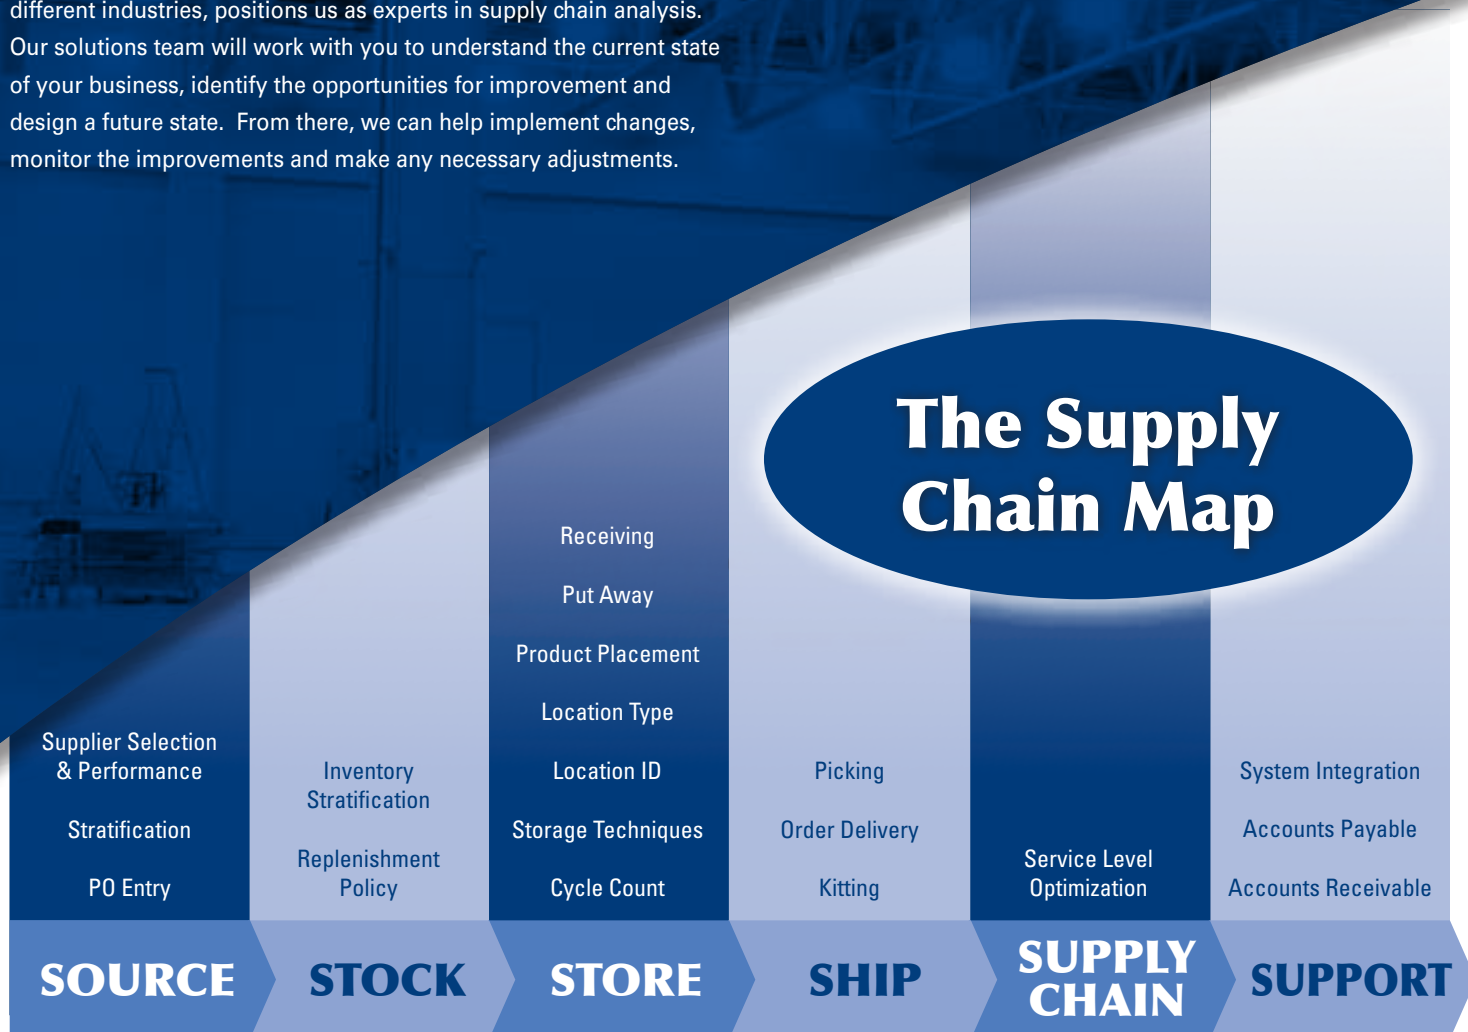 different industries, positions us as experts in supply chain analysis.
Our solutions team will work with you to understand the current state
of your business, identify the opportunities for improvement and
design a future state.  From there, we can help implement changes,
monitor the improvements and make any necessary adjustments.
The Supply
Chain Map
Supplier Selection
& Performance
Stratification
PO Entry
SOURCE
Inventory
Stratification
Replenishment
Policy
STOCK
Receiving
Put Away
Product Placement
Location Type
Location ID
Storage Techniques
Cycle Count
STORE
Picking
Order Delivery
Kitting
SHIP
Service Level
Optimization
SUPPLY
CHAIN
System Integration
Accounts Payable
Accounts Receivable
SUPPORT